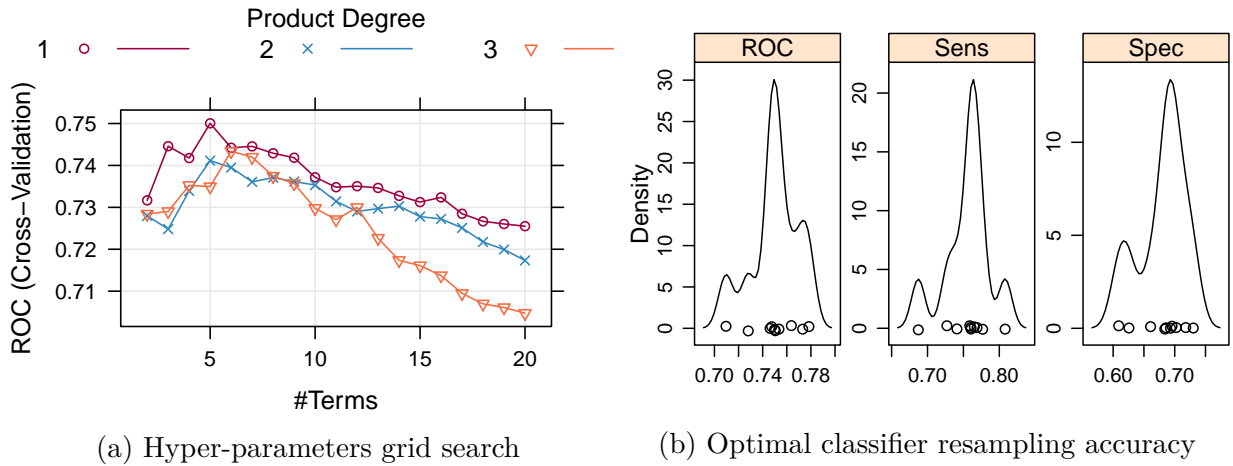 Product Degree
1 2 3
ROC (Cross−Validation)
0.75
0.74
0.73
0.72
0.71
5 10 15 20
#Terms
(a) Hyper-parameters grid search
ROC Sens Spec
Density
30
25
20
15
10
5
0
20
15
10
5
0
10
5
0
0.70 0.74 0.78
0.70 0.80
0.60 0.70
(b) Optimal classifier resampling accuracy